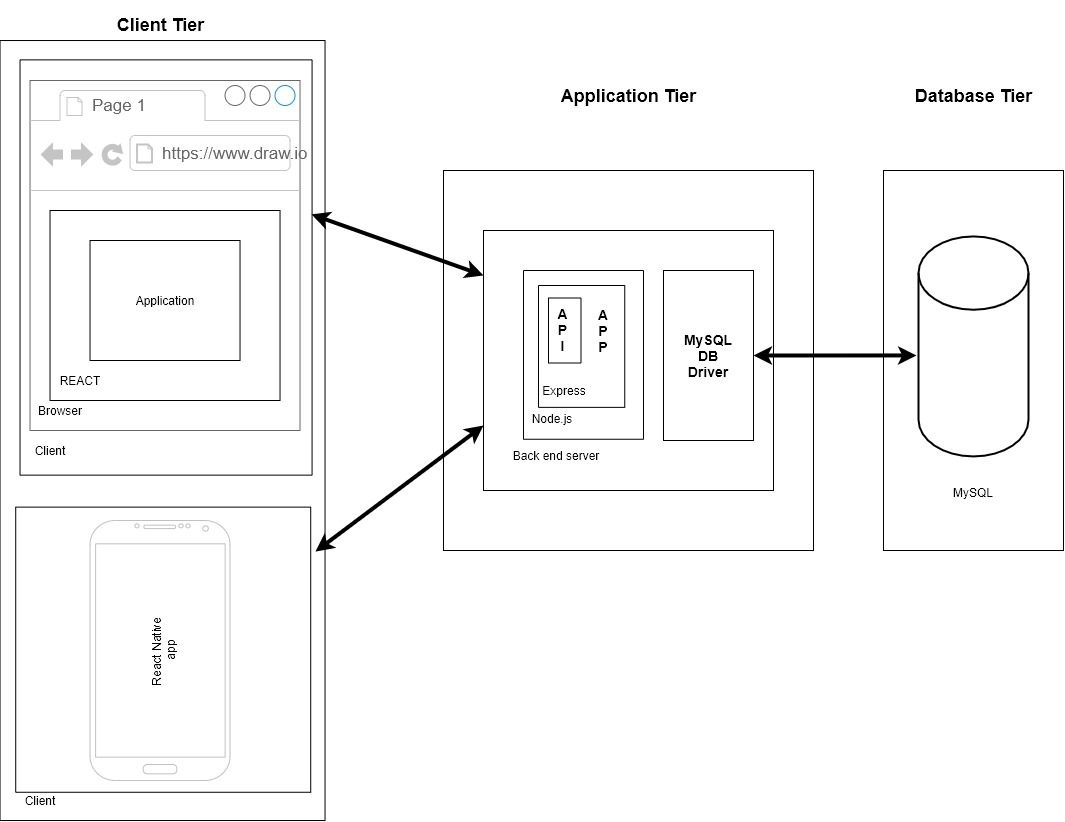 Client Tier
Page 1
https://www.draw.io
Application
REACT
Browser
Client
React Native
app
Client
Application Tier
A
P
I
A
P
P
Express
Node.js
Back end server
MySQL
DB
Driver
Database Tier
MySQL